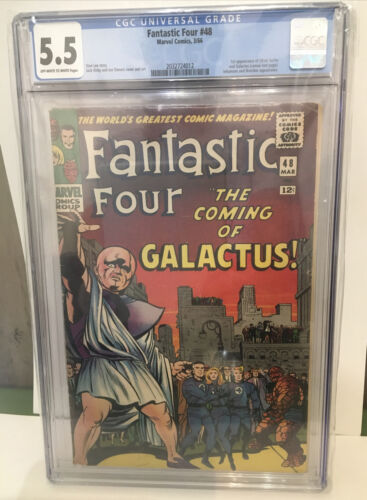 CGC UNIVERSAL GRADE
5.5
OFF-WHITE TO WHITE Pages
Fantastic Four #48
Marvel Comics, 3/66
2032724012
CGC
THE WORLD'S GREATEST COMIC MAGAZINE!
APPROVED
BY THE
COMICS
CODE
AUTHORITY
Fantastic
Four
MARVEL
COMICS
GROUP
48
MAR
12¢
"THE
COMING
OF
GALACTUS!